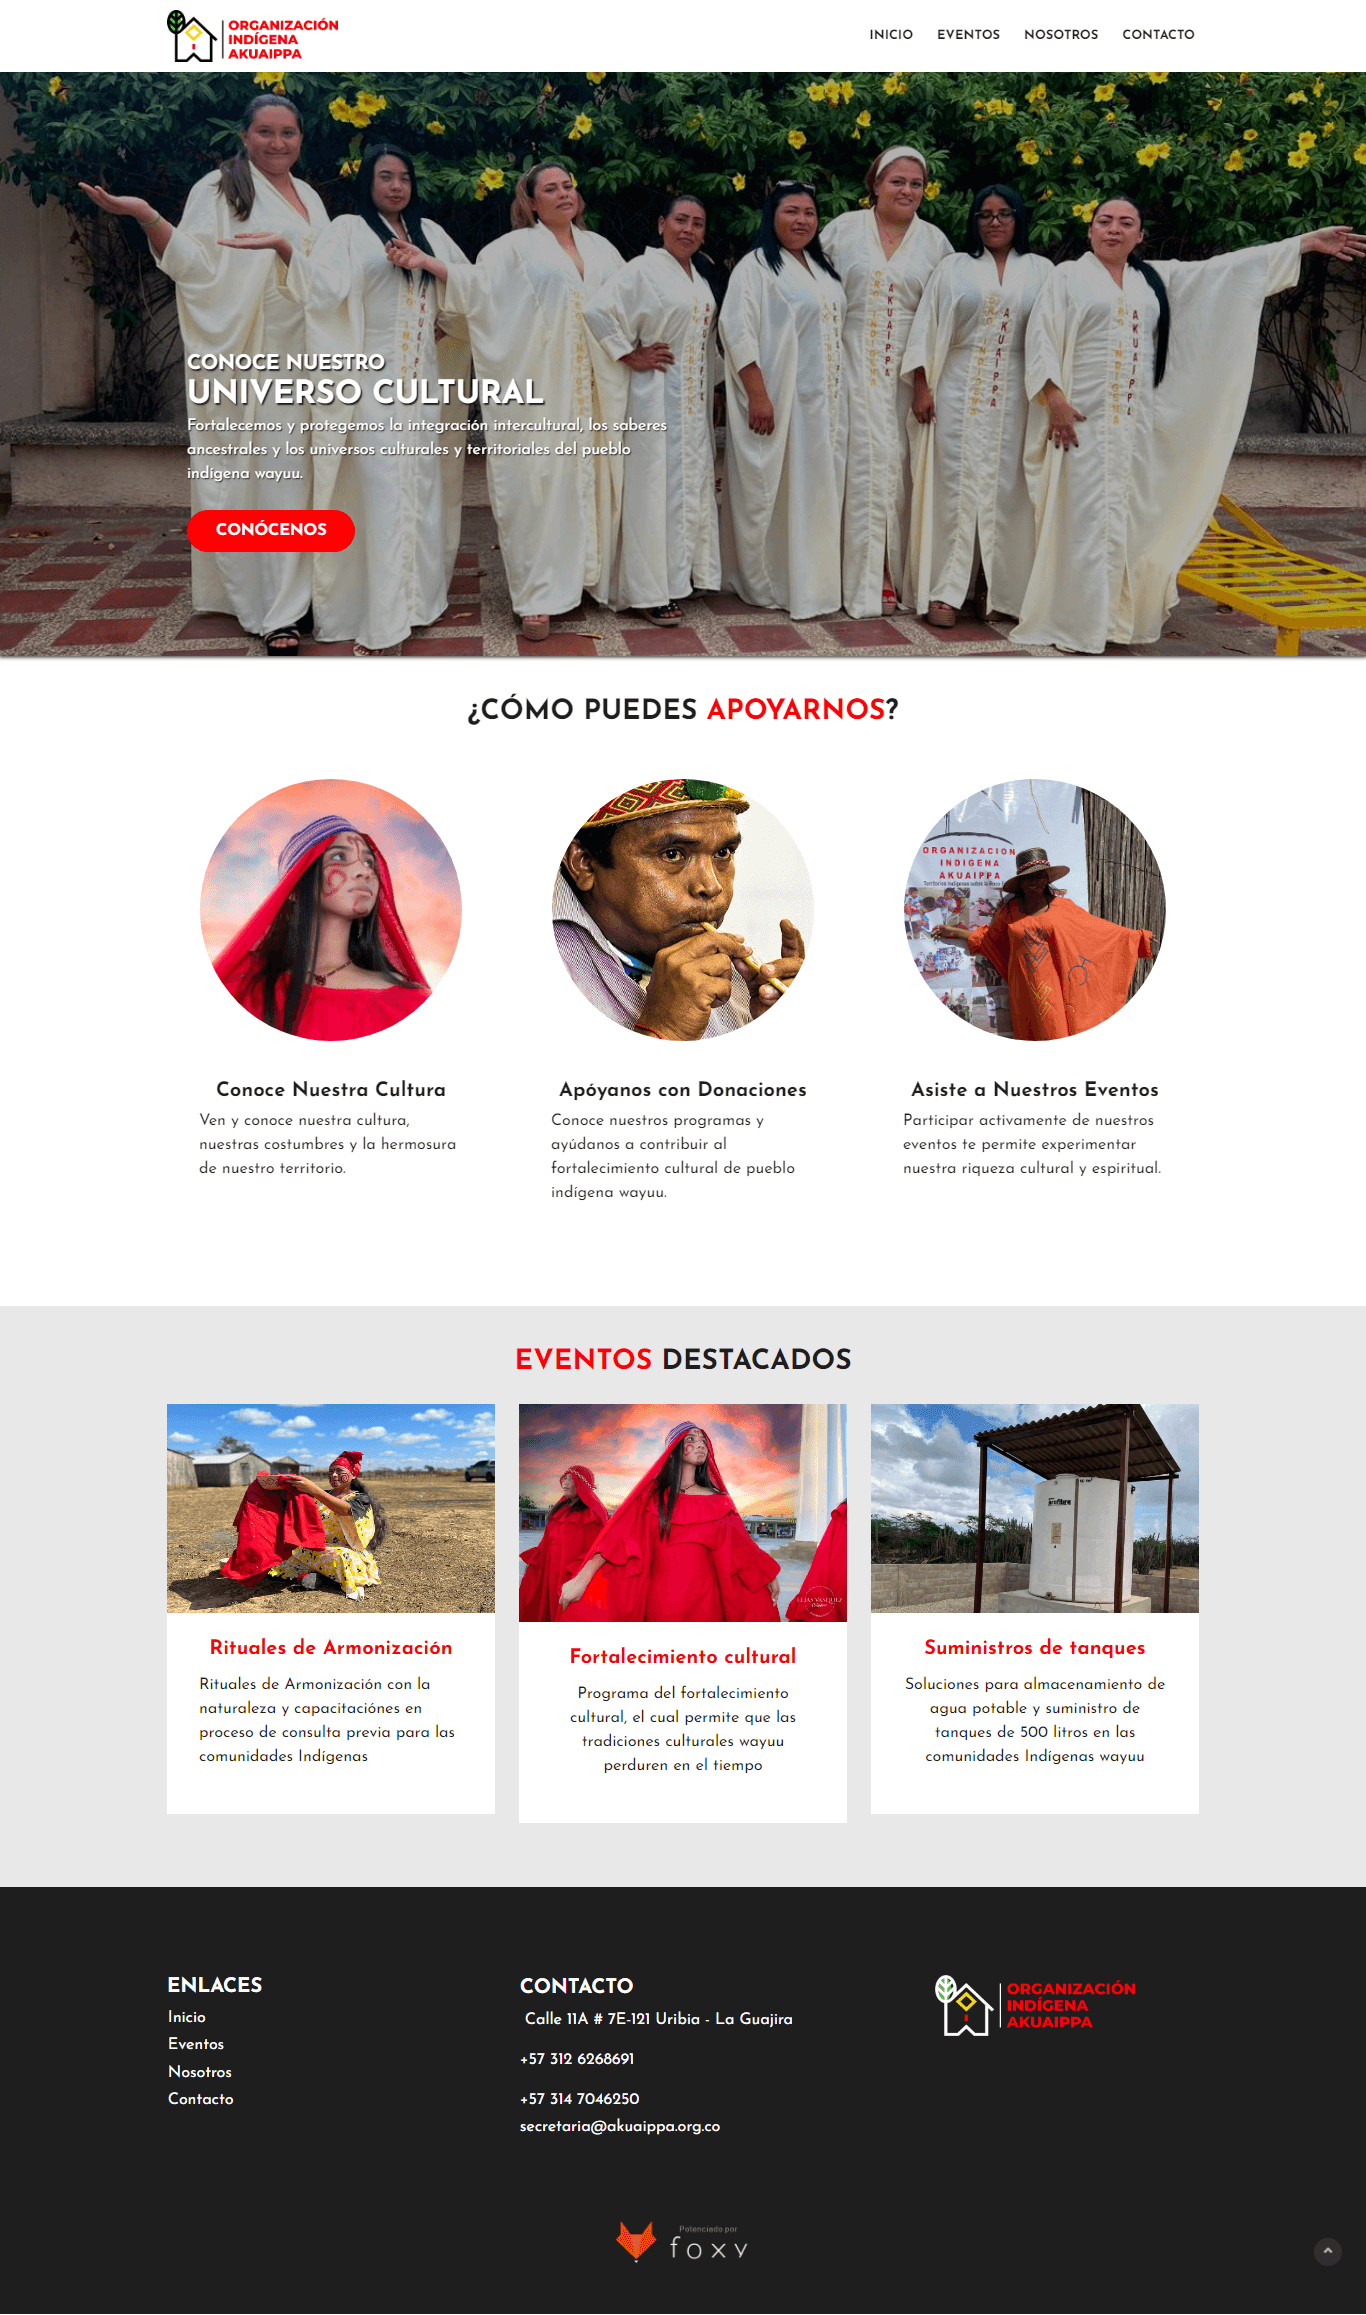 ORGANIZACIÓN
INDÍGENA
AKUAIPPA
INICIO EVENTOS NOSOTROS CONTACTO
CONOCE NUESTRO
UNIVERSO CULTURAL
Fortalecemos y protegemos la integración intercultural, los saberes
ancestrales y los universos culturales y territoriales del pueblo
indígena wayuu.
CONÓCENOS
¿CÓMO PUEDES APOYARNOS?
ORGANIZACION
INDIGENA
AKUAIPPA
Conoce Nuestra Cultura
Ven y conoce nuestra cultura,
nuestras costumbres y la hermosura
de nuestro territorio.
Apóyanos con Donaciones
Conoce nuestros programas y
ayúdanos a contribuir al
fortalecimiento cultural de pueblo
indígena wayuu.
Asiste a Nuestros Eventos
Participar activamente de nuestros
eventos te permite experimentar
nuestra riqueza cultural y espiritual.
EVENTOS DESTACADOS
ELIAS VASQUEZ
Rituales de Armonización
Rituales de Armonización con la
naturaleza y capacitaciónes en
proceso de consulta previa para las
comunidades Indígenas
Fortalecimiento cultural
Programa del fortalecimiento
cultural, el cual permite que las
tradiciones culturales wayuu
perduren en el tiempo
Suministros de tanques
Soluciones para almacenamiento de
agua potable y suministro de
tanques de 500 litros en las
comunidades Indígenas wayuu
ENLACES
Inicio
Eventos
Nosotros
Contacto
CONTACTO
Calle 11A # 7E-121 Uribia - La Guajira
+57 312 6268691
+57 314 7046250
secretaria@akuaippa.org.co
ORGANIZACIÓN
INDÍGENA
AKUAIPPA
Potenciado por
foxy